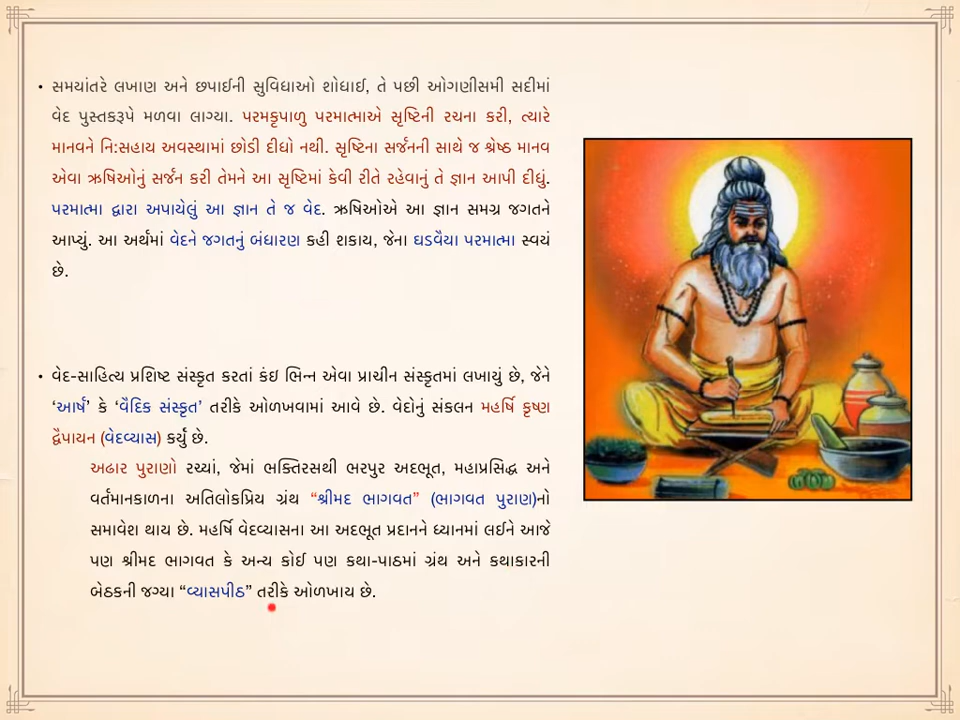 • સમયાંતરે લખાણ અને છપાઈની સુવિધાઓ શોધાઈ, તે પછી ઓગણીસમી સદીમાં
વેદ પુસ્તકરૂપે મળવા લાગ્યા. પરમકૃપાળુ પરમાત્માએ સૃષ્ટિની રચના કરી, ત્યારે
માનવને નિ:સહાય અવસ્થામાં છોડી દીધો નથી. સૃષ્ટિના સર્જનની સાથે જ શ્રેષ્ઠ માનવ
એવા ઋષિઓનું સર્જન કરી તેમને આ સૃષ્ટિમાં કેવી રીતે રહેવાનું તે જ્ઞાન આપી દીધું.
પરમાત્મા દ્વારા અપાયેલું આ જ્ઞાન તે જ વેદ. ઋષિઓએ આ જ્ઞાન સમગ્ર જગતને
આપ્યું. આ અર્થમાં વેદને જગતનું બંધારણ કહી શકાય, જેના ઘડવૈયા પરમાત્મા સ્વયં
છે.
• વેદ-સાહિત્ય પ્રશિષ્ટ સંસ્કૃત કરતાં કંઇ ભિન્ન એવા પ્રાચીન સંસ્કૃતમાં લખાયું છે, જેને
‘આર્ષ’ કે ‘વૈદિક સંસ્કૃત’ તરીકે ઓળખવામાં આવે છે. વેદોનું સંકલન મહર્ષિ કૃષ્ણ
દ્વૈપાયન (વેદવ્યાસ) કર્યું છે.
અઢાર પુરાણો રચ્યાં, જેમાં ભક્તિરસથી ભરપુર અદભૂત, મહાપ્રસિદ્ધ અને
વર્તમાનકાળના અતિલોકપ્રિય ગ્રંથ “શ્રીમદ ભાગવત” (ભાગવત પુરાણ)નો
સમાવેશ થાય છે. મહર્ષિ વેદવ્યાસના આ અદભૂત પ્રદાનને ધ્યાનમાં લઈને આજે
પણ શ્રીમદ ભાગવત કે અન્ય કોઈ પણ કથા-પાઠમાં ગ્રંથ અને કથાકારની
બેઠકની જગ્યા “વ્યાસપીઠ” તરીકે ઓળખાય છે.